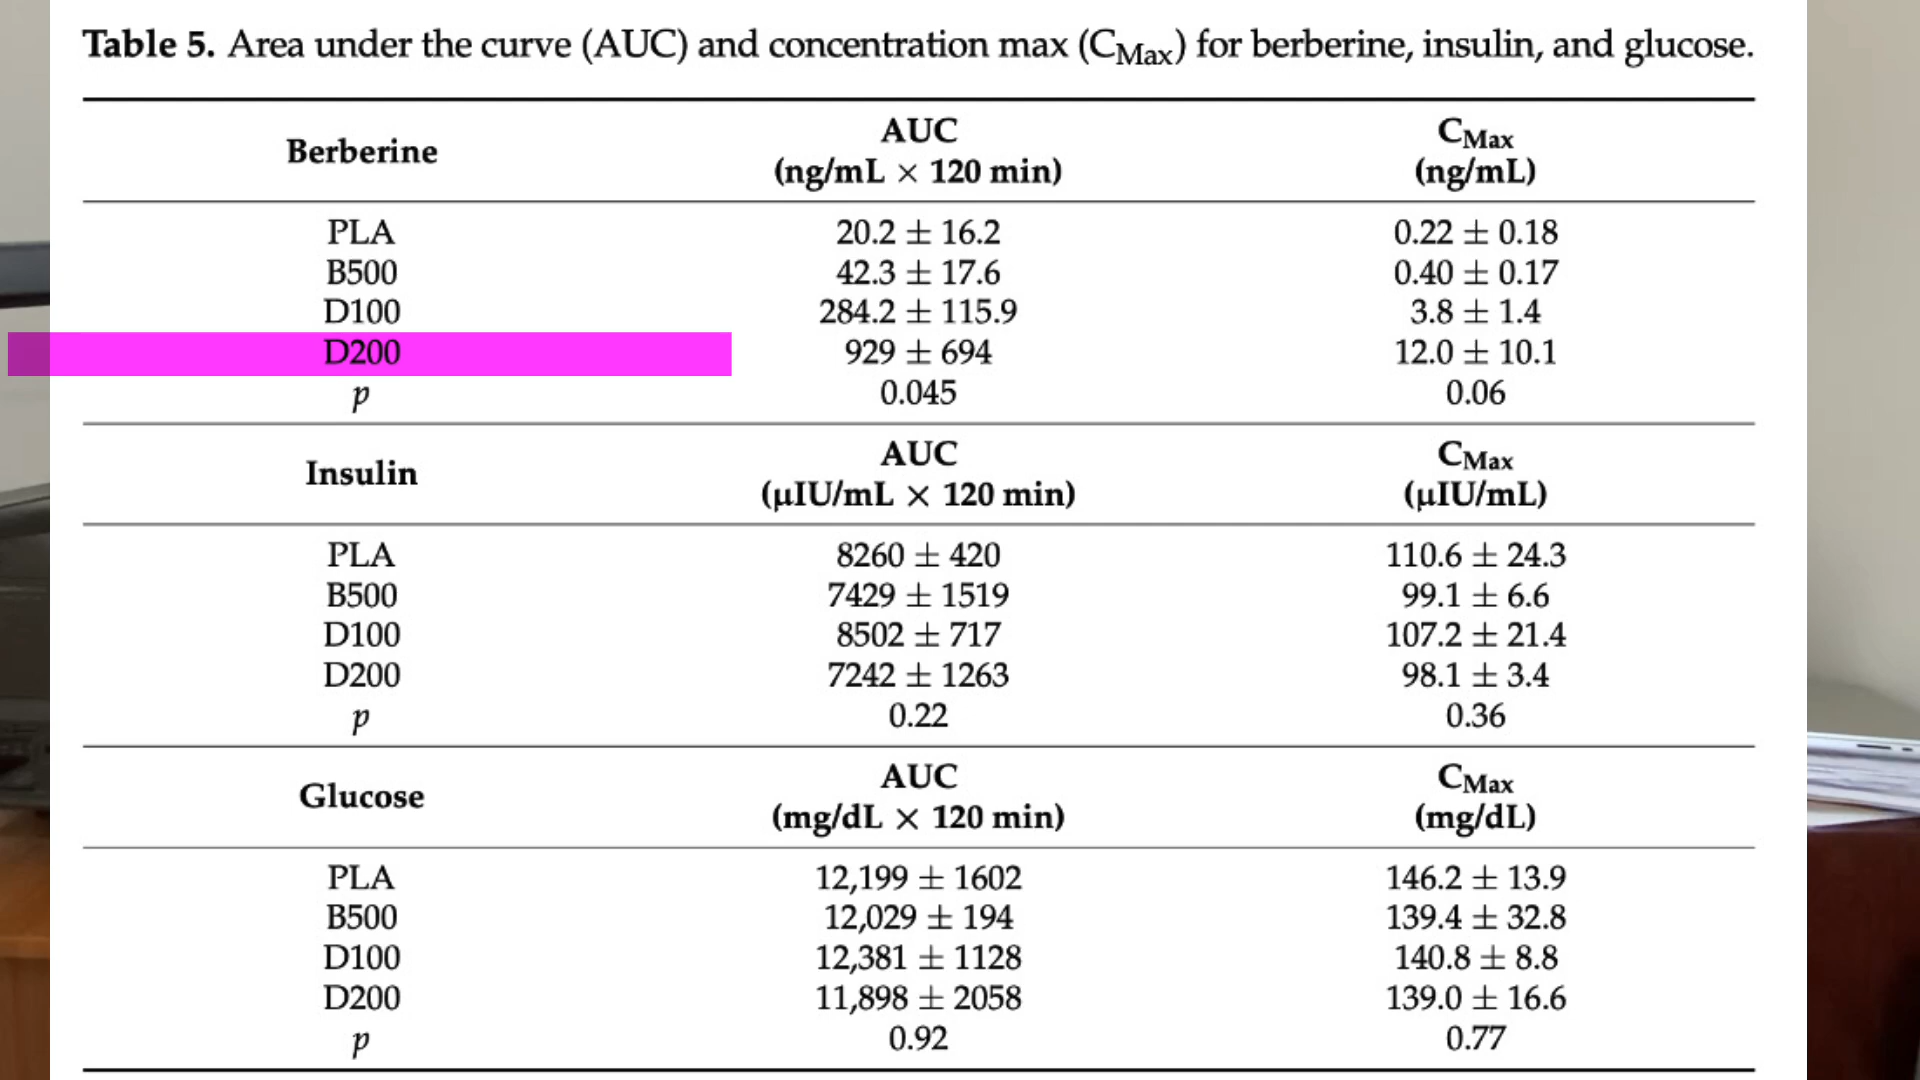 Table 5. Area under the curve (AUC) and concentration max (CMax) for berberine, insulin, and glucose.
Berberine AUC (ng/mL × 120 min) CMax (ng/mL)
PLA 20.2 ± 16.2 0.22 ± 0.18
B500 42.3 ± 17.6 0.40 ± 0.17
D100 284.2 ± 115.9 3.8 ± 1.4
D200 929 ± 694 12.0 ± 10.1
p 0.045 0.06
Insulin AUC (µIU/mL × 120 min) CMax (µIU/mL)
PLA 8260 ± 420 110.6 ± 24.3
B500 7429 ± 1519 99.1 ± 6.6
D100 8502 ± 717 107.2 ± 21.4
D200 7242 ± 1263 98.1 ± 3.4
p 0.22 0.36
Glucose AUC (mg/dL × 120 min) CMax (mg/dL)
PLA 12,199 ± 1602 146.2 ± 13.9
B500 12,029 ± 194 139.4 ± 32.8
D100 12,381 ± 1128 140.8 ± 8.8
D200 11,898 ± 2058 139.0 ± 16.6
p 0.92 0.77